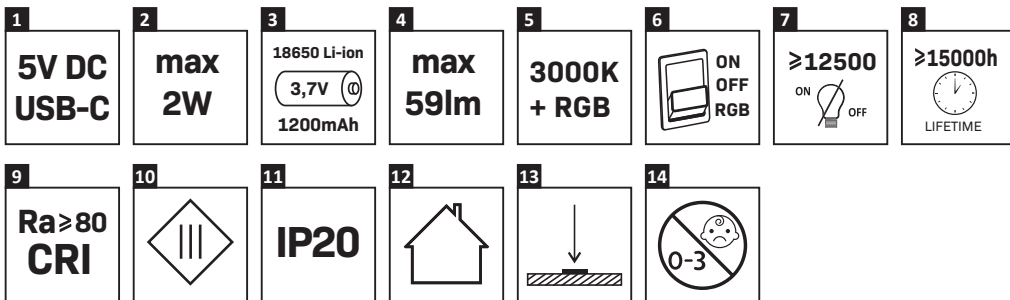 1
5V DC
USB-C
2
max
2W
3
18650 Li-ion
3,7V
1200mAh
4
max
59lm
5
3000K
+ RGB
6
ON
OFF
RGB
7
≥12500
ON
OFF
8
≥15000h
LIFETIME
9
Ra≥80
CRI
10
III
11
IP20
12
13
14
0-3